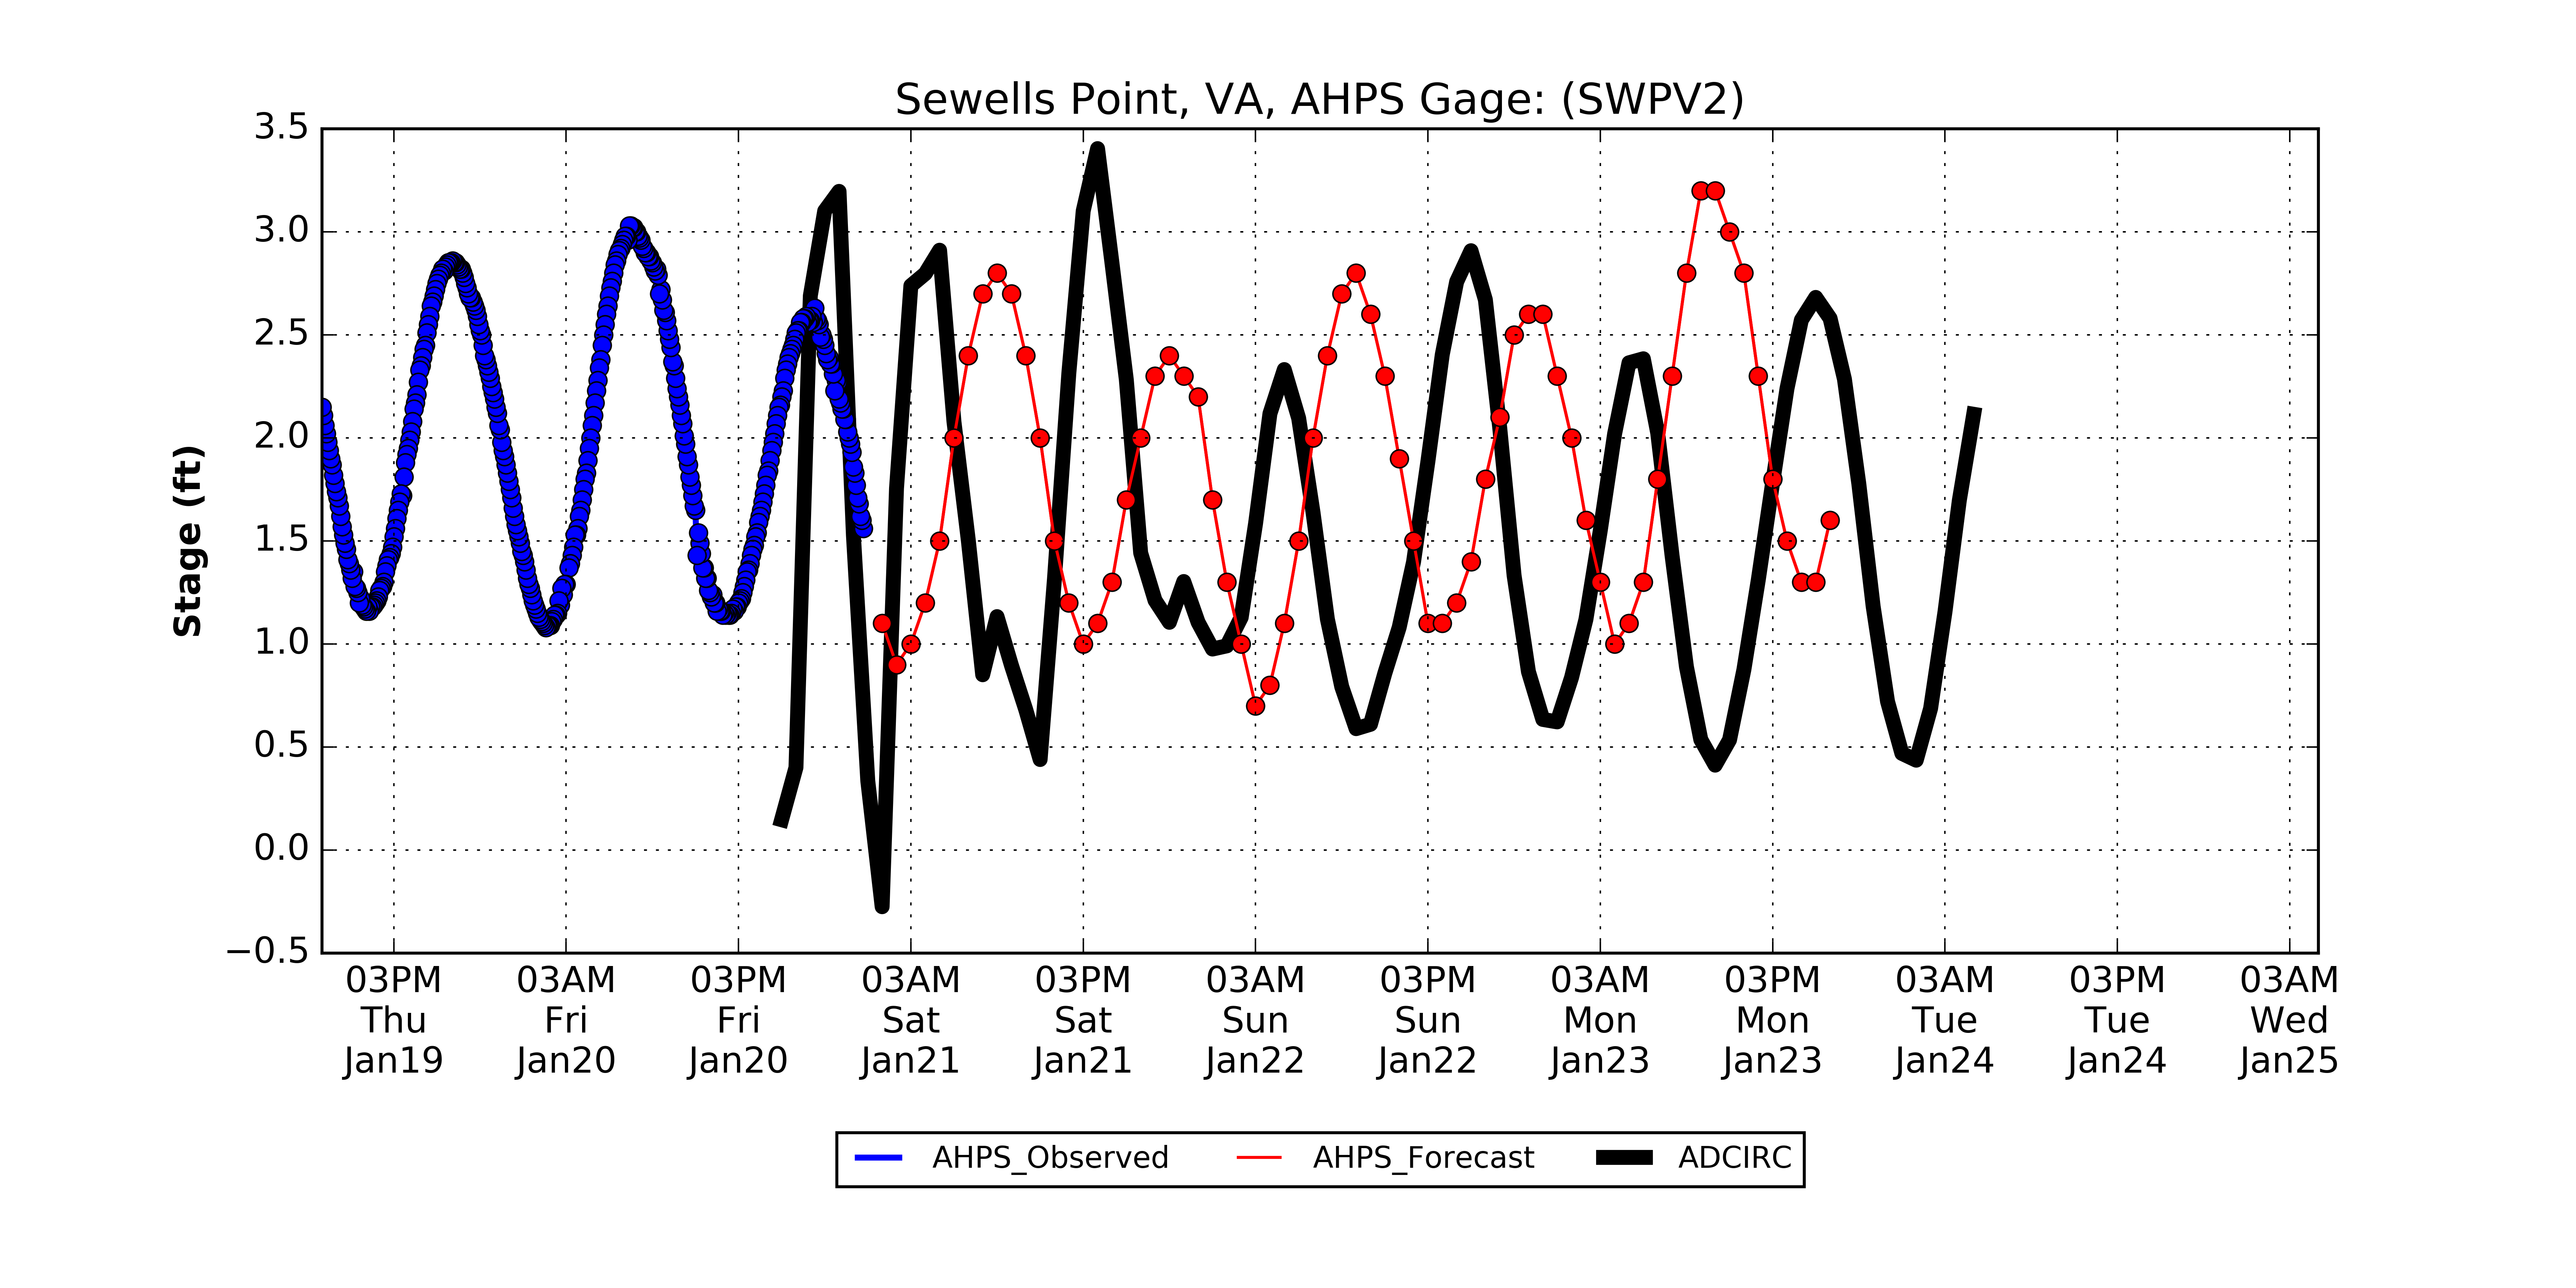 Sewells Point, VA, AHPS Gage: (SWPV2)
3.5
3.0
2.5
2.0
1.5
1.0
0.5
0.0
−0.5
Stage (ft)
03PM 03AM 03PM 03AM 03PM 03AM 03PM 03AM 03PM 03AM 03PM 03AM
Thu Fri Fri Sat Sat Sun Sun Mon Mon Tue Tue Wed
Jan19 Jan20 Jan20 Jan21 Jan21 Jan22 Jan22 Jan23 Jan23 Jan24 Jan24 Jan25
AHPS_Observed AHPS_Forecast ADCIRC